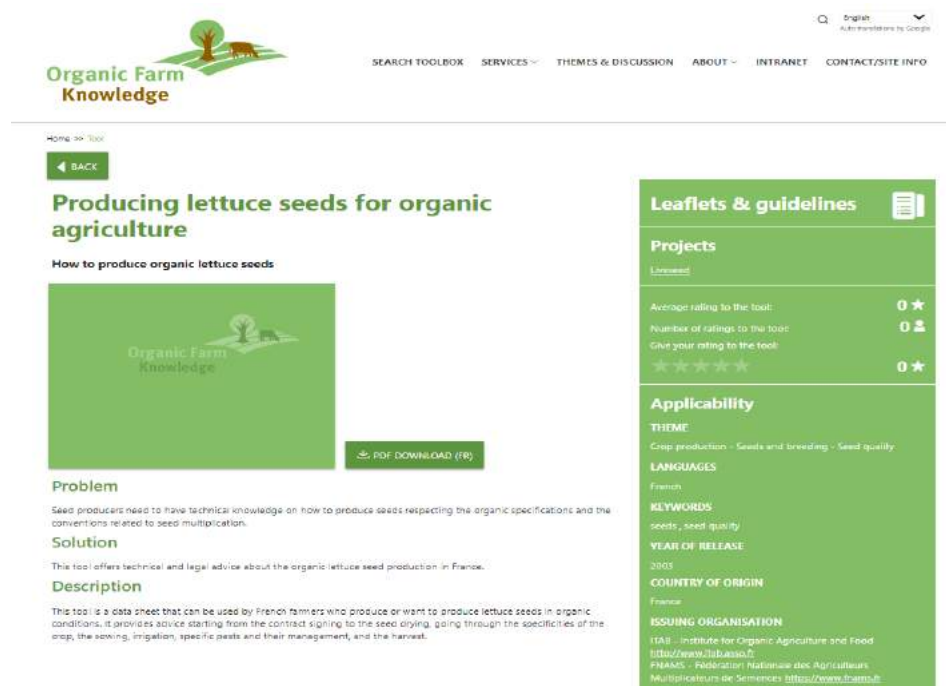 English
Auto translations by Google
Organic Farm
Knowledge
SEARCH TOOLBOX SERVICES THEMES & DISCUSSION ABOUT INTRANET CONTACT/SITE INFO
Home >> Tool
BACK
Producing lettuce seeds for organic
agriculture
How to produce organic lettuce seeds
Organic Farm
Knowledge
PDF DOWNLOAD (FR)
Problem
Seed producers need to have technical knowledge on how to produce seeds respecting the organic specifications and the
conventions related to seed multiplication.
Solution
This tool offers technical and legal advice about the organic lettuce seed production in France.
Description
This tool is a data sheet that can be used by French farmers who produce or want to produce lettuce seeds in organic
conditions. It provides advice starting from the contract signing to the seed drying, going through the specificities of the
crop, the sowing, irrigation, specific pests and their management, and the harvest.
Leaflets & guidelines
Projects
Liveseed
Average rating to the tool: 0
Number of ratings to the tool: 0
Give your rating to the tool:
0
Applicability
THEME
Crop production - Seeds and breeding - Seed quality
LANGUAGES
French
KEYWORDS
seeds , seed quality
YEAR OF RELEASE
2003
COUNTRY OF ORIGIN
France
ISSUING ORGANISATION
ITAB - Institute for Organic Agriculture and Food
http://www.itab.asso.fr
FNAMS - Fédération Nationale des Agriculteurs
Multiplicateurs de Semences https://www.fnams.fr